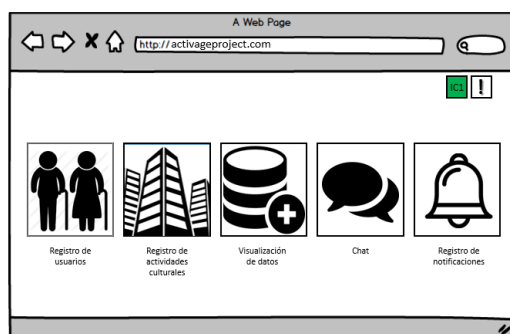 A Web Page
http://activageproject.com
IC1 !
Registro de
usuarios
Registro de
actividades
culturales
Visualización
de datos
Chat
Registro de
notificaciones